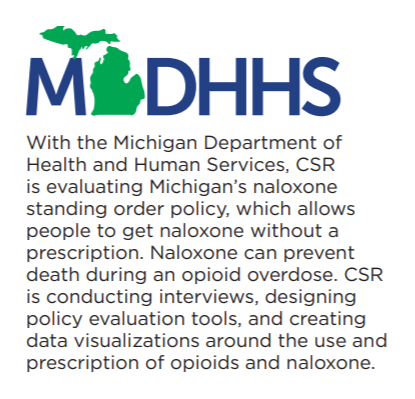 MDHHS
With the Michigan Department of
Health and Human Services, CSR
is evaluating Michigan’s naloxone
standing order policy, which allows
people to get naloxone without a
prescription. Naloxone can prevent
death during an opioid overdose. CSR
is conducting interviews, designing
policy evaluation tools, and creating
data visualizations around the use and
prescription of opioids and naloxone.